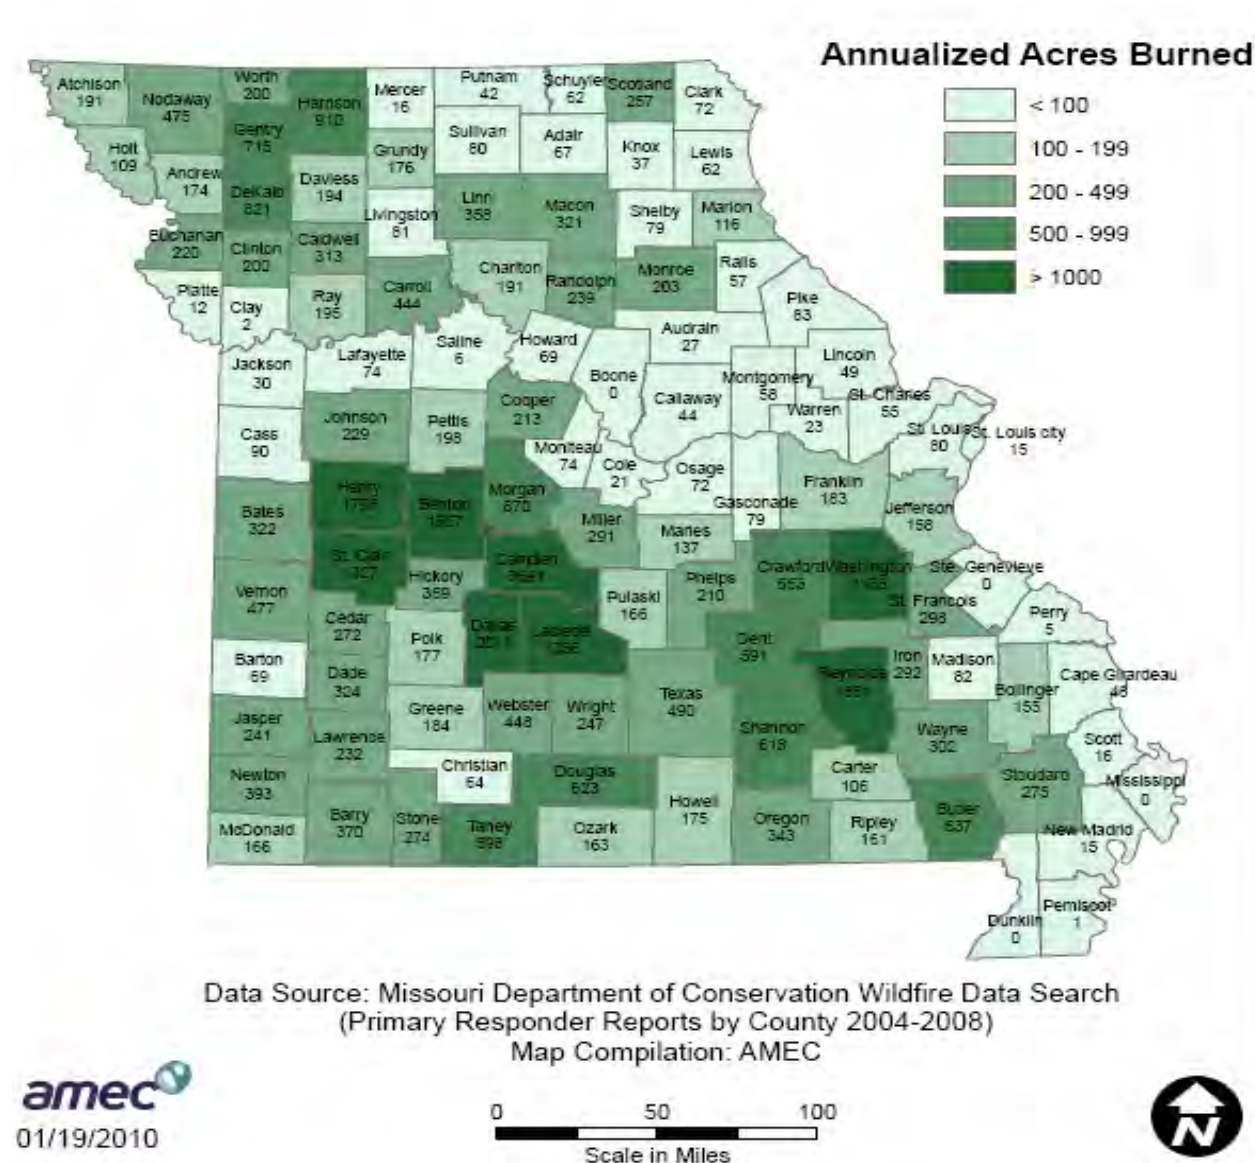 Annualized Acres Burned
< 100
100 - 199
200 - 499
500 - 999
> 1000
Atchison
191
Nodaway
475
Worth
200
Harrison
910
Mercer
16
Putnam
42
Schuyler
62
Scotland
257
Clark
72
Gentry
715
Holt
109
Andrew
174
DeKalb
821
Daviess
194
Grundy
176
Sullivan
80
Adair
67
Knox
37
Lewis
62
Livingston
81
Linn
358
Macon
321
Shelby
79
Marion
116
Buchanan
220
Clinton
200
Caldwell
313
Platte
12
Clay
2
Ray
195
Carroll
444
Chariton
191
Randolph
239
Monroe
203
Ralls
57
Pike
83
Jackson
30
Lafayette
74
Saline
6
Howard
69
Boone
0
Audrain
27
Callaway
44
Montgomery
58
Lincoln
49
Warren
23
St. Charles
55
St. Louis
80
St. Louis city
15
Cass
90
Johnson
229
Pettis
198
Cooper
213
Moniteau
74
Cole
21
Osage
72
Gasconade
79
Franklin
183
Jefferson
158
Bates
322
Henry
Benton
Morgan
670
Miller
291
Maries
137
Vernon
477
St. Clair
Hickory
369
Camden
Pulaski
166
Phelps
210
Crawford
553
Washington
Ste. Genevieve
0
St. Francois
298
Perry
5
Cedar
272
Polk
177
Dallas
Laclede
Dent
591
Iron
292
Madison
82
Bollinger
155
Cape Girardeau
48
Barton
69
Dade
324
Greene
184
Webster
448
Wright
247
Texas
490
Shannon
618
Reynolds
Wayne
302
Scott
16
Jasper
241
Lawrence
232
Christian
64
Douglas
623
Howell
175
Carter
106
Stoddard
275
Mississippi
0
Newton
393
McDonald
166
Barry
370
Stone
274
Taney
Ozark
163
Oregon
343
Ripley
161
Butler
637
New Madrid
15
Dunklin
0
Pemiscot
1
Data Source: Missouri Department of Conservation Wildfire Data Search
(Primary Responder Reports by County 2004-2008)
Map Compilation: AMEC
amec
01/19/2010
0 50 100
Scale in Miles
N